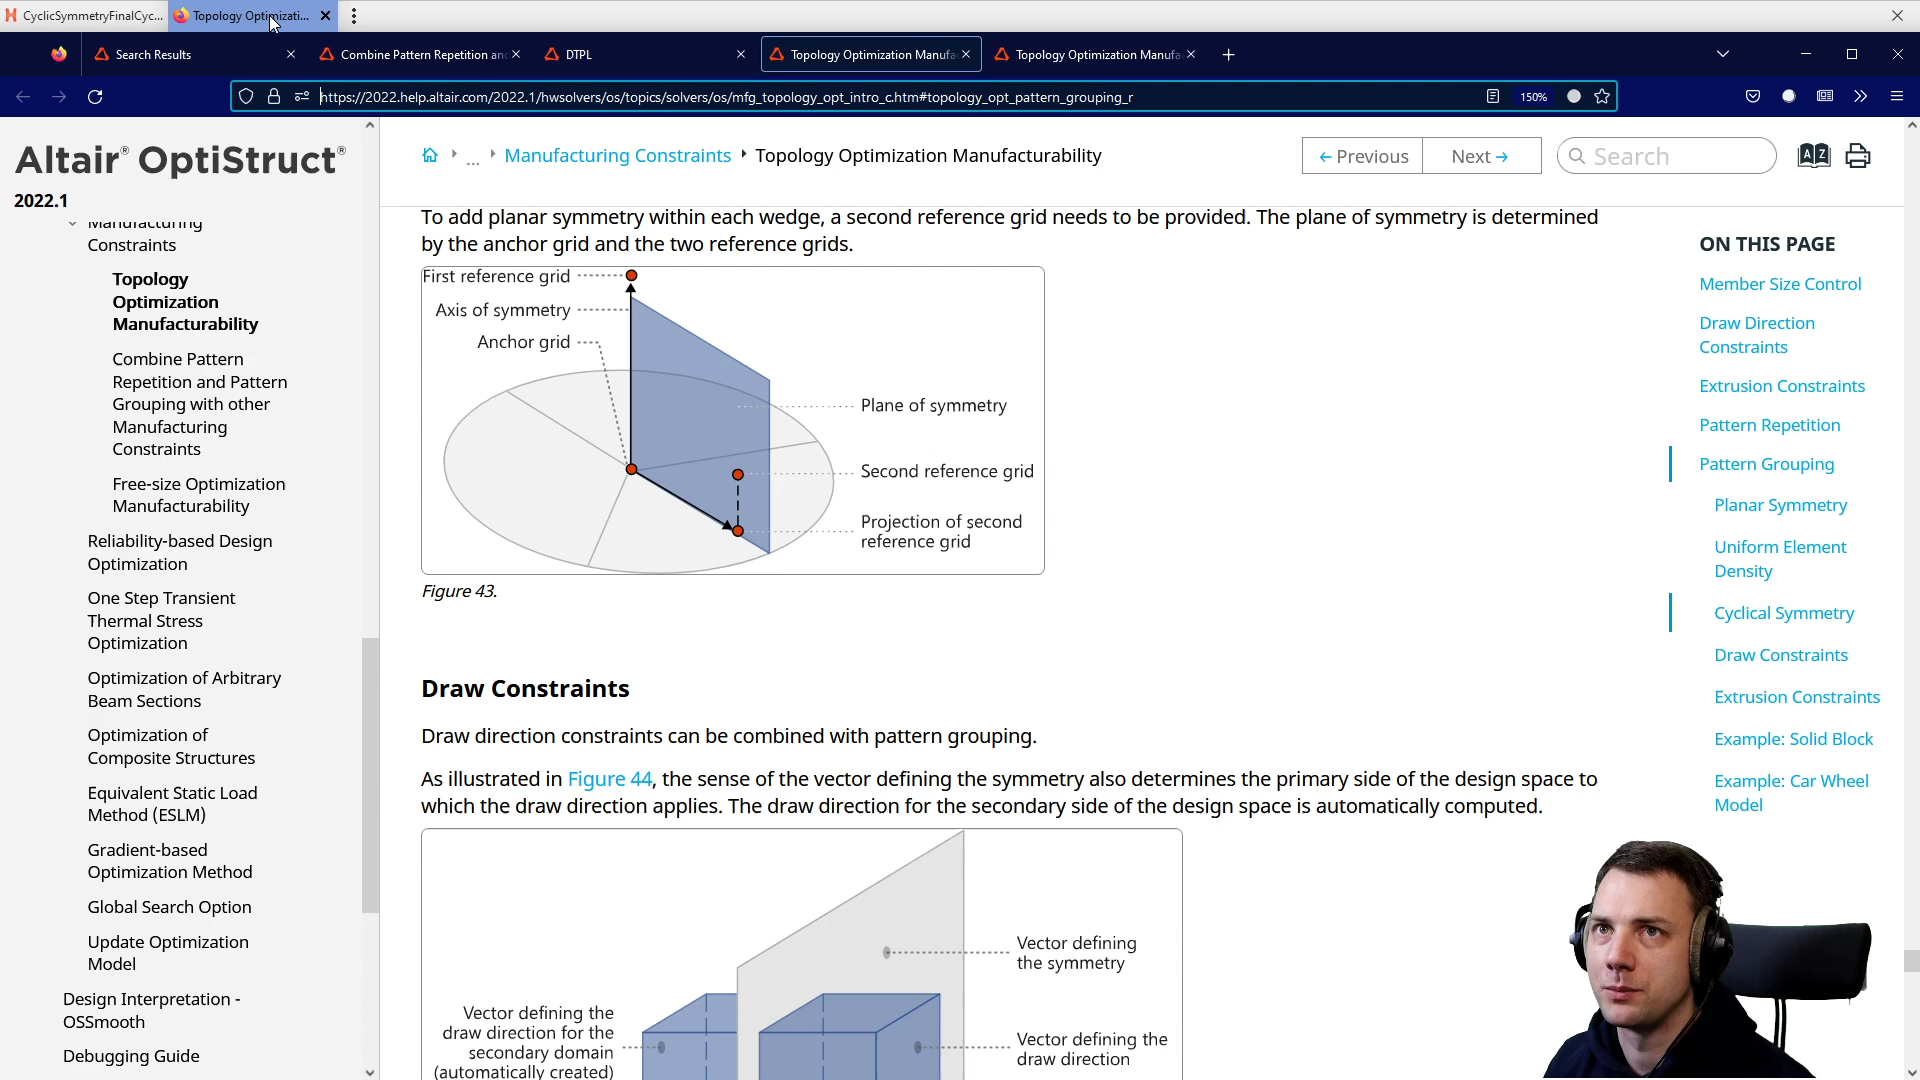 CyclicSymmetryFinalCyc...
Topology Optimizati...
Search Results
Combine Pattern Repetition and
DTPL
Topology Optimization Manufa
Topology Optimization Manufa
https://2022.help.altair.com/2022.1/hwsolvers/os/topics/solvers/os/mfg_topology_opt_intro_c.htm#topology_opt_pattern_grouping_r
150%
Altair® OptiStruct®
2022.1
Manufacturing
Constraints
Topology
Optimization
Manufacturability
Combine Pattern
Repetition and Pattern
Grouping with other
Manufacturing
Constraints
Free-size Optimization
Manufacturability
Reliability-based Design
Optimization
One Step Transient
Thermal Stress
Optimization
Optimization of Arbitrary
Beam Sections
Optimization of
Composite Structures
Equivalent Static Load
Method (ESLM)
Gradient-based
Optimization Method
Global Search Option
Update Optimization
Model
Design Interpretation -
OSSmooth
Debugging Guide
... Manufacturing Constraints Topology Optimization Manufacturability
← Previous
Next →
Search
A Z
To add planar symmetry within each wedge, a second reference grid needs to be provided. The plane of symmetry is determined
by the anchor grid and the two reference grids.
First reference grid
Axis of symmetry
Anchor grid
Plane of symmetry
Second reference grid
Projection of second
reference grid
Figure 43.
Draw Constraints
Draw direction constraints can be combined with pattern grouping.
As illustrated in Figure 44, the sense of the vector defining the symmetry also determines the primary side of the design space to
which the draw direction applies. The draw direction for the secondary side of the design space is automatically computed.
Vector defining
the symmetry
Vector defining the
draw direction for the
secondary domain
(automatically created)
Vector defining the
draw direction
ON THIS PAGE
Member Size Control
Draw Direction
Constraints
Extrusion Constraints
Pattern Repetition
Pattern Grouping
Planar Symmetry
Uniform Element
Density
Cyclical Symmetry
Draw Constraints
Extrusion Constraints
Example: Solid Block
Example: Car Wheel
Model